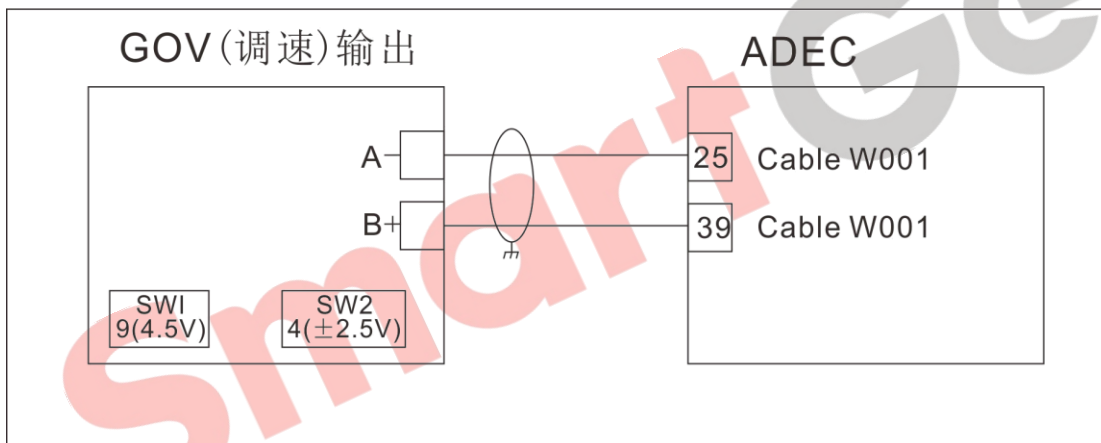 GOV(调速)输出
ADEC
A-
B+
25
Cable W001
39
Cable W001
SWI
9(4.5V)
SW2
4(±2.5V)
SmartGe